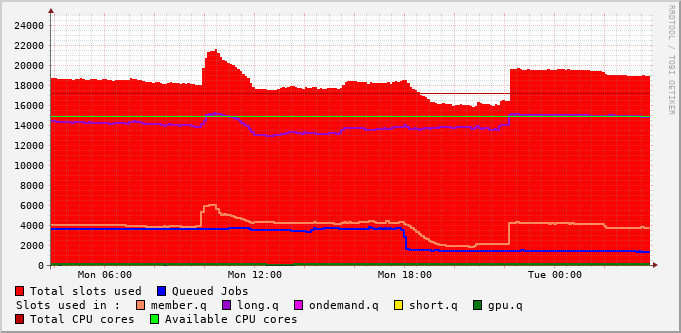 RRDTOOL / TOBI OETIKER
24000
22000
20000
18000
16000
14000
12000
10000
8000
6000
4000
2000
0
Mon 06:00 Mon 12:00 Mon 18:00 Tue 00:00
Total slots used Queued Jobs
Slots used in : member.q long.q ondemand.q short.q gpu.q
Total CPU cores Available CPU cores